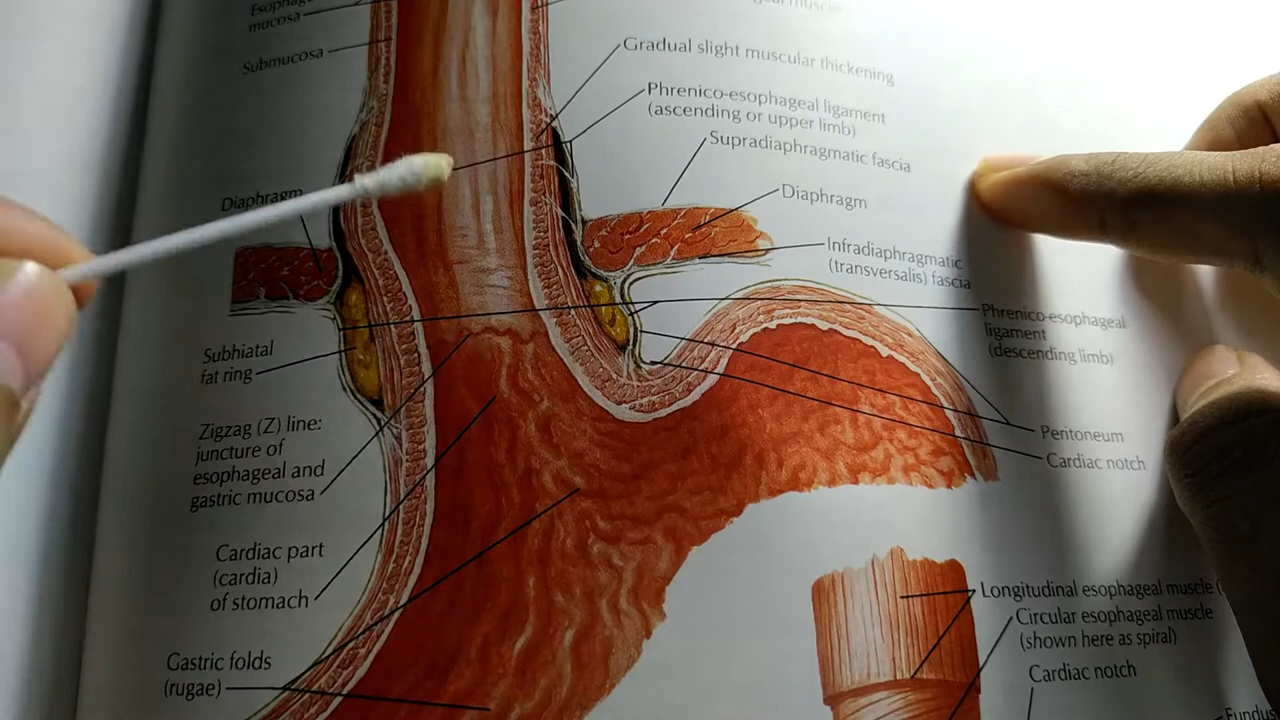 mucosa
Submucosa
Gradual slight muscular thickening
Phrenico-esophageal ligament
(ascending or upper limb)
Supradiaphragmatic fascia
Diaphragm
Diaphragm
Infradiaphragmatic
(transversalis) fascia
Phrenico-esophageal
ligament
(descending limb)
Subhiatal
fat ring
Zigzag (Z) line:
juncture of
esophageal and
gastric mucosa
Peritoneum
Cardiac notch
Cardiac part
(cardia)
of stomach
Longitudinal esophageal muscle
Circular esophageal muscle
(shown here as spiral)
Cardiac notch
Gastric folds
(rugae)
Fundus